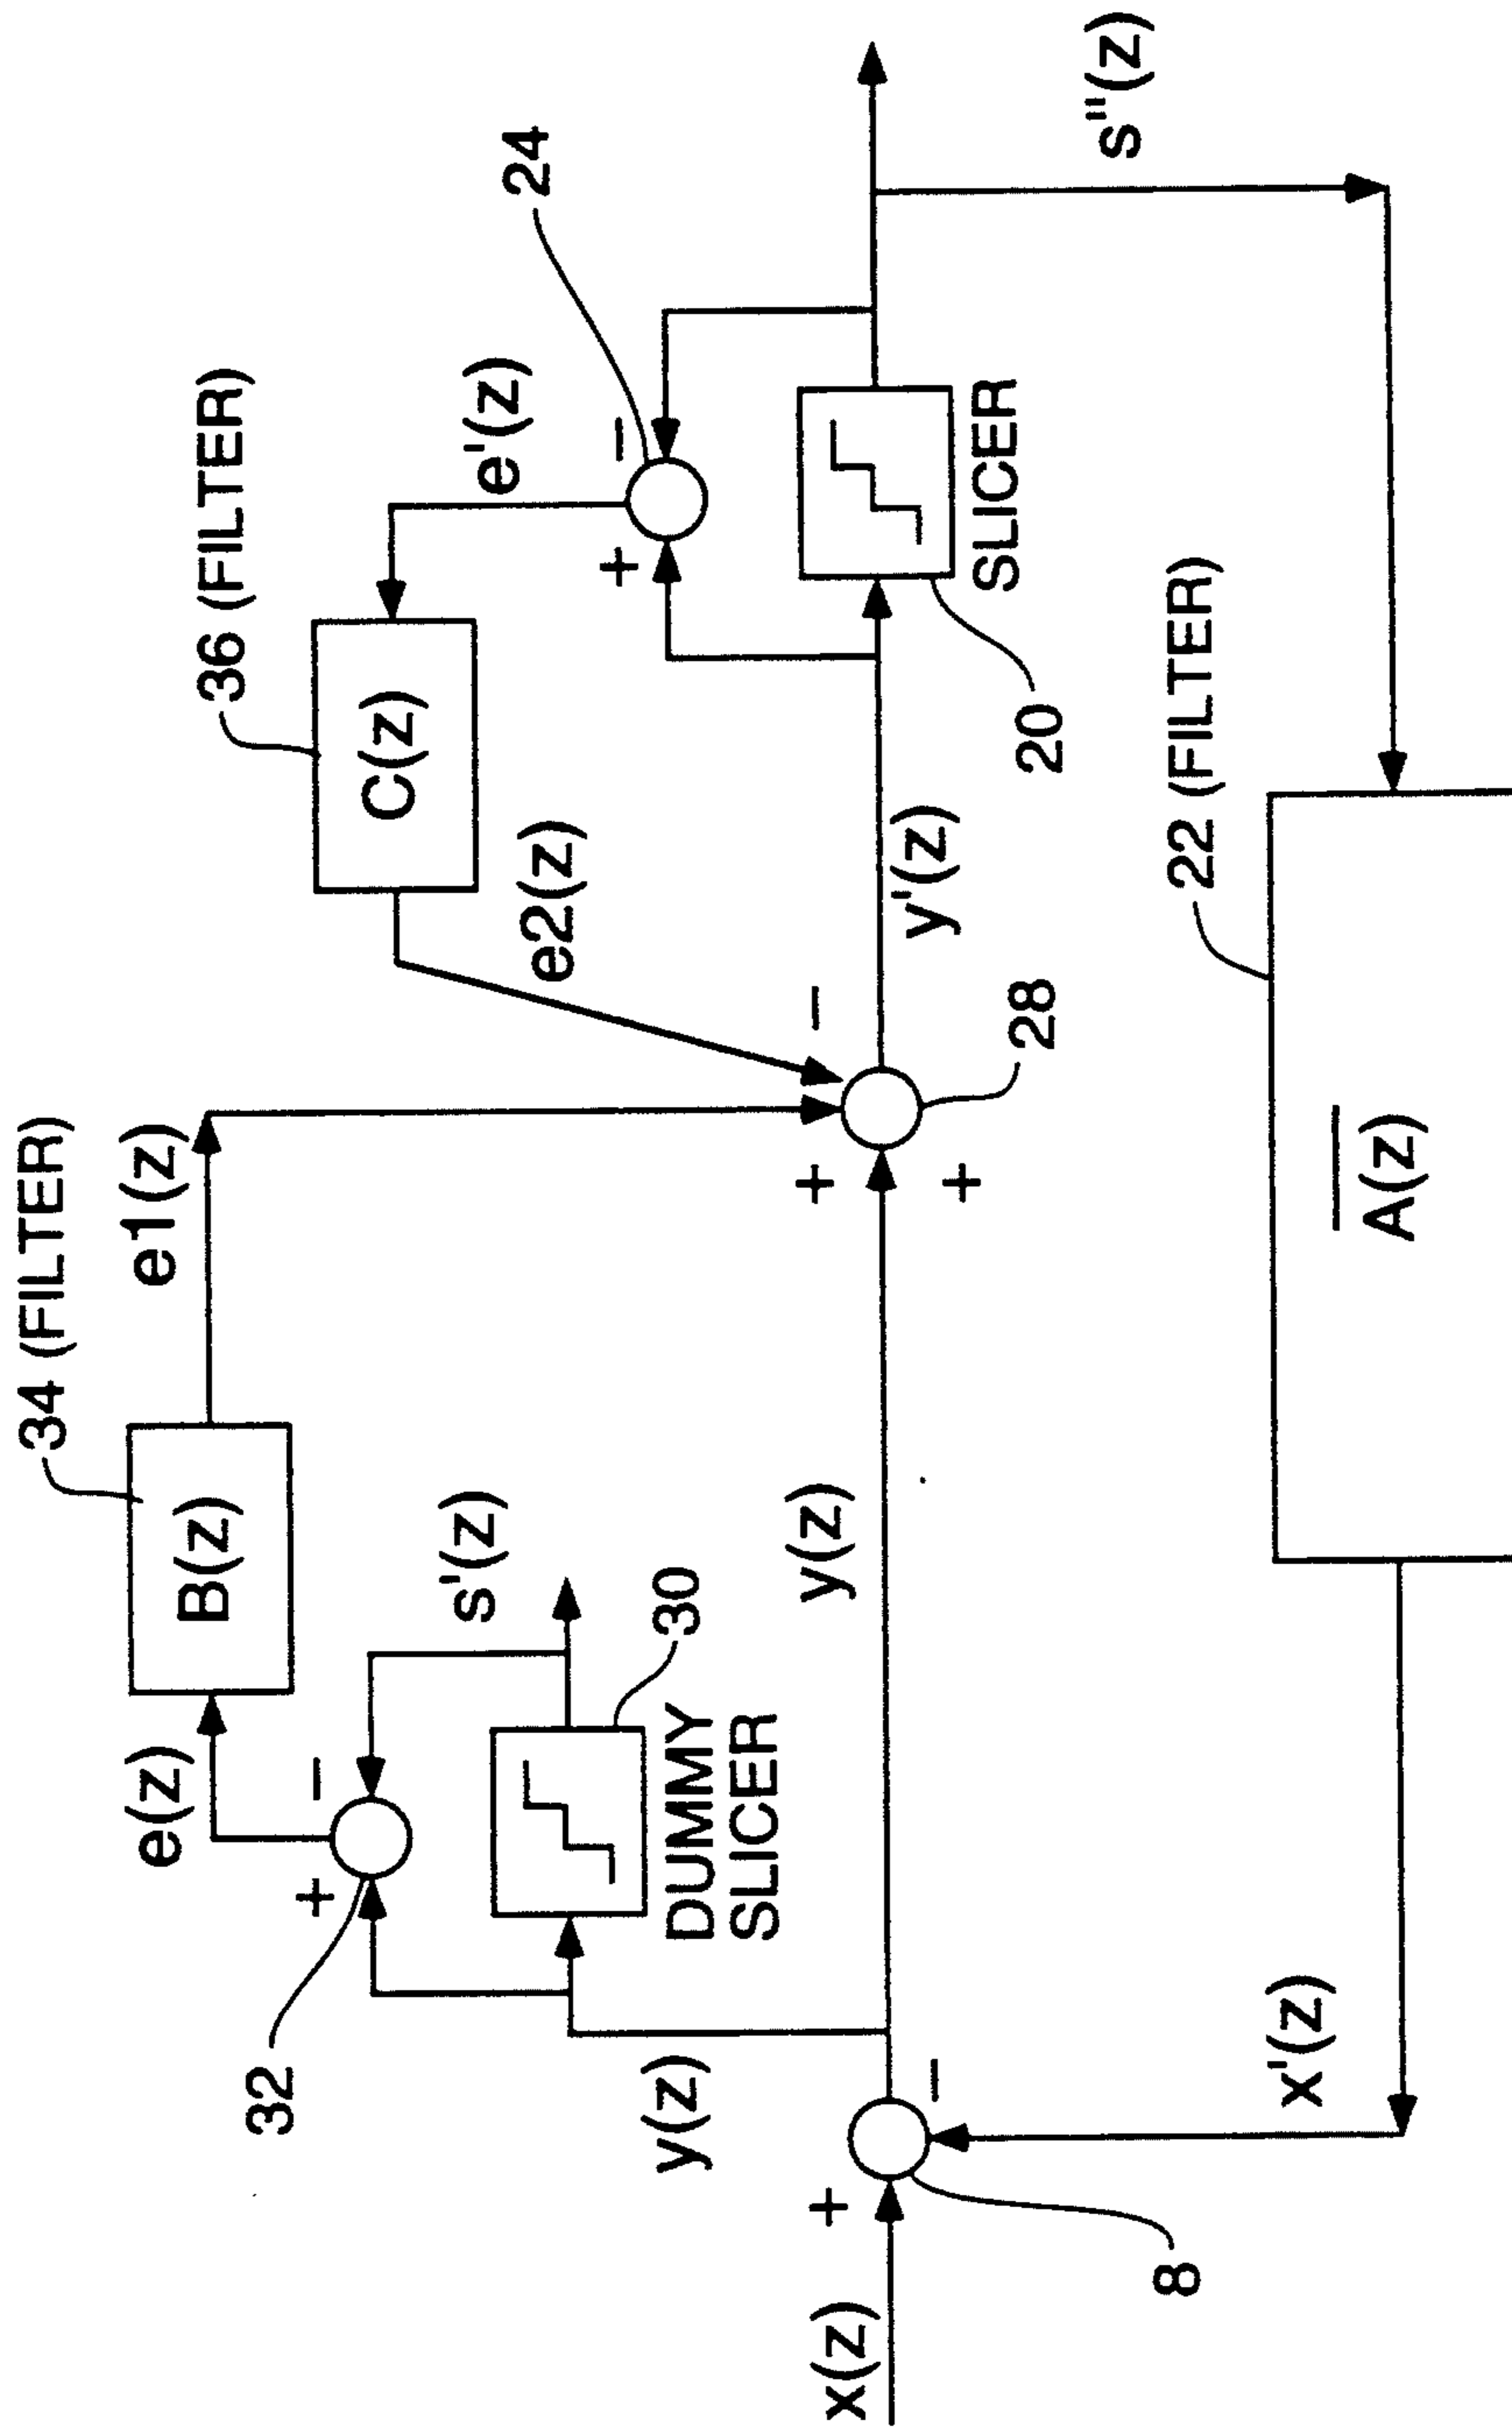 34 (FILTER)
36 (FILTER)
e(z)
B(z)
e1(z)
C(z)
24
32
+
−
s'(z)
e2(z)
e'(z)
30
DUMMY
SLICER
+
−
y(z)
y(z)
+
−
y'(z)
SLICER
x(z)
+
−
+
28
20
s''(z)
8
x'(z)
22 (FILTER)
A̅(z)